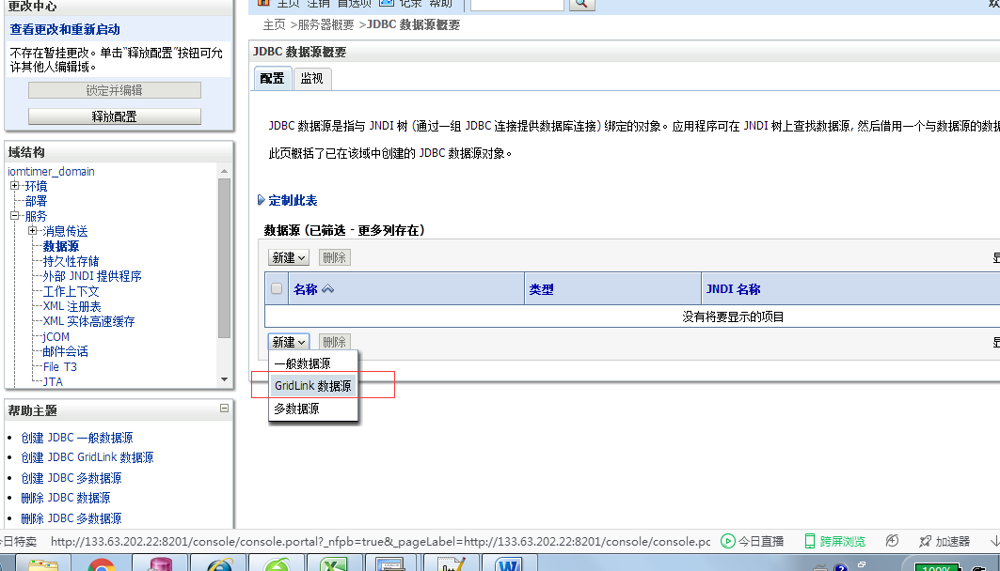 更改中心
主页 注销 首选项 记录 帮助
查看更改和重新启动
不存在暂挂更改。单击“释放配置”按钮可允
许其他人编辑域。
锁定并编辑
释放配置
域结构
iomtimer_domain
环境
部署
服务
消息传送
数据源
持久性存储
外部 JNDI 提供程序
工作上下文
XML 注册表
XML 实体高速缓存
jCOM
邮件会话
File T3
JTA
帮助主题
创建 JDBC 一般数据源
创建 JDBC GridLink 数据源
创建 JDBC 多数据源
删除 JDBC 数据源
删除 JDBC 多数据源
主页 >服务器概要 >JDBC 数据源概要
JDBC 数据源概要
配置 监视
JDBC 数据源是指与 JNDI 树 (通过一组 JDBC 连接提供数据库连接) 绑定的对象。应用程序可在 JNDI 树上查找数据源, 然后借用一个与数据源的数据
此页概括了已在该域中创建的 JDBC 数据源对象。
定制此表
数据源 (已筛选 - 更多列存在)
新建 删除
名称 类型 JNDI 名称
没有将要显示的项目
新建 删除
一般数据源
GridLink 数据源
多数据源
今日特卖 http://133.63.202.22:8201/console/console.portal?_nfpb=true&_pageLabel=http://133.63.202.22:8201/console/console.pc 今日直播 跨屏浏览 加速器
100%